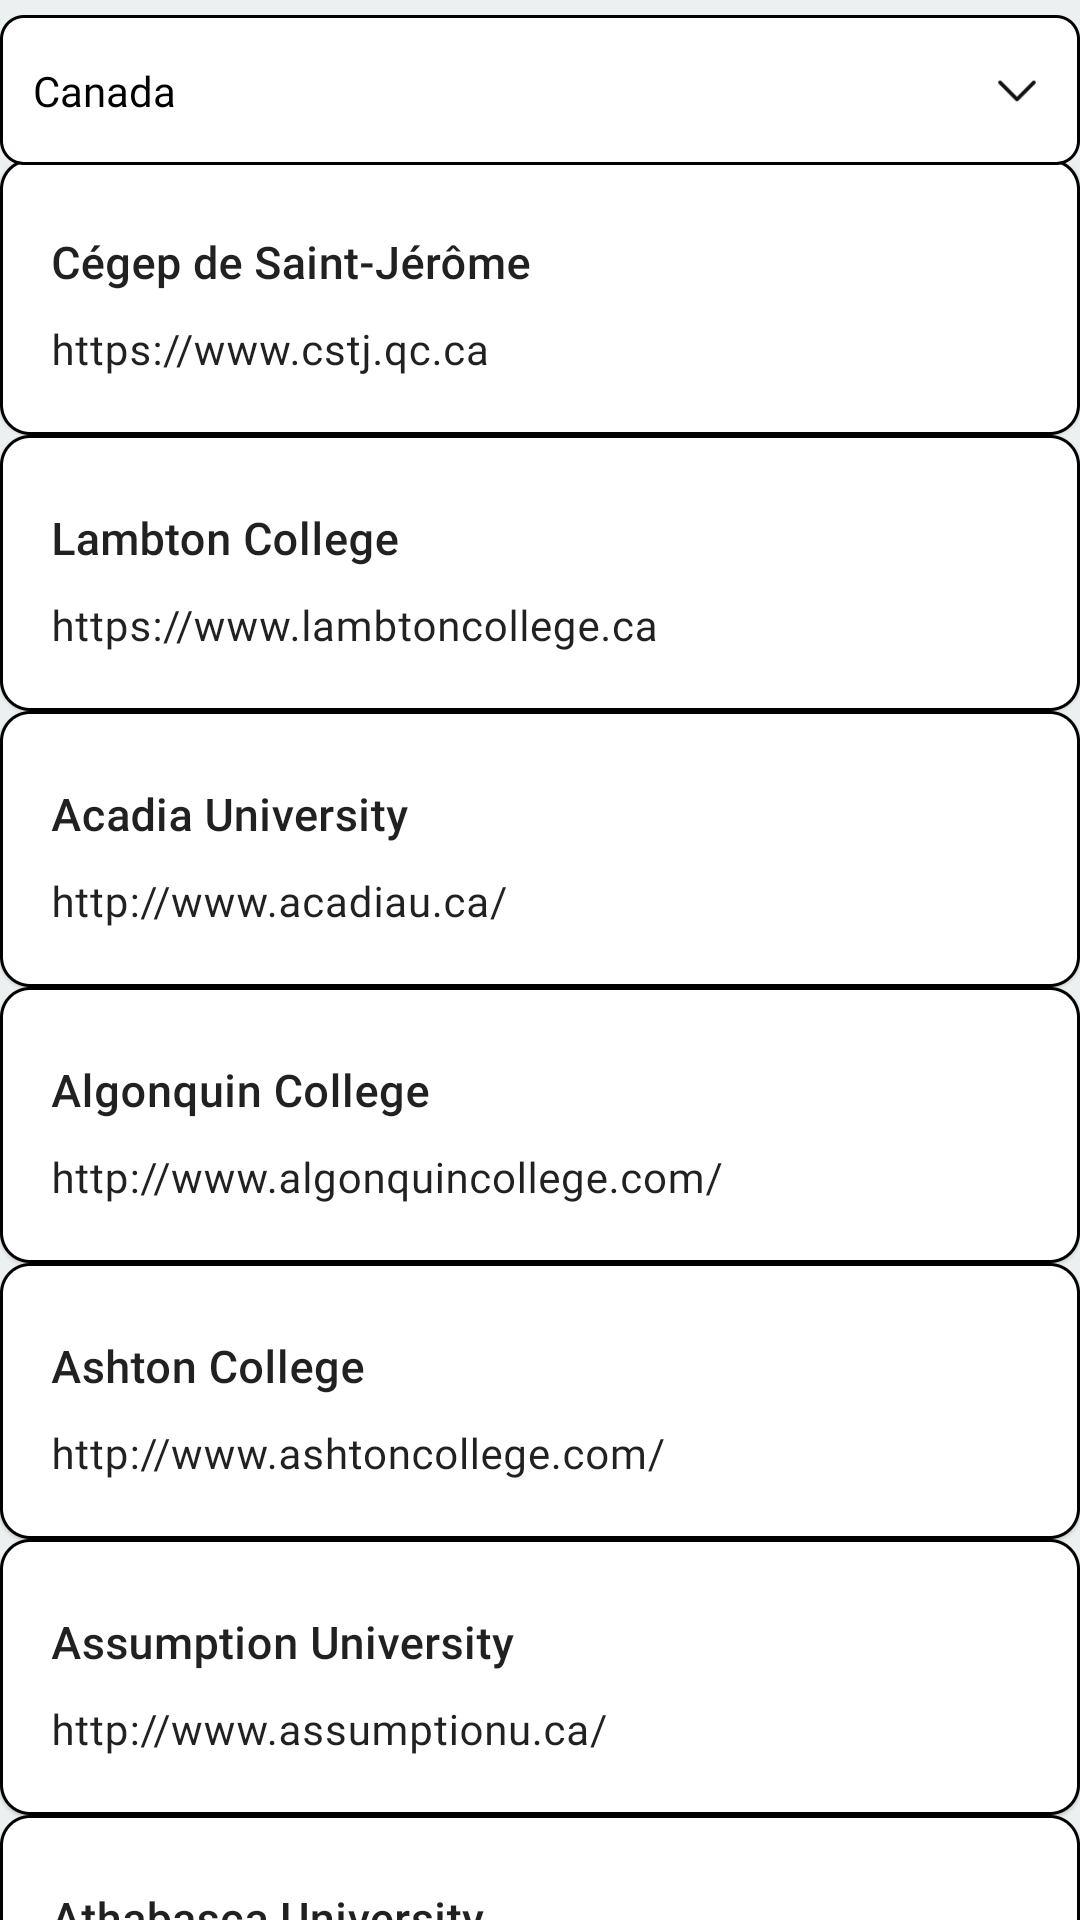 Canada
Cégep de Saint-Jérôme
https://www.cstj.qc.ca
Lambton College
https://www.lambtoncollege.ca
Acadia University
http://www.acadiau.ca/
Algonquin College
http://www.algonquincollege.com/
Ashton College
http://www.ashtoncollege.com/
Assumption University
http://www.assumptionu.ca/
Athabasca University